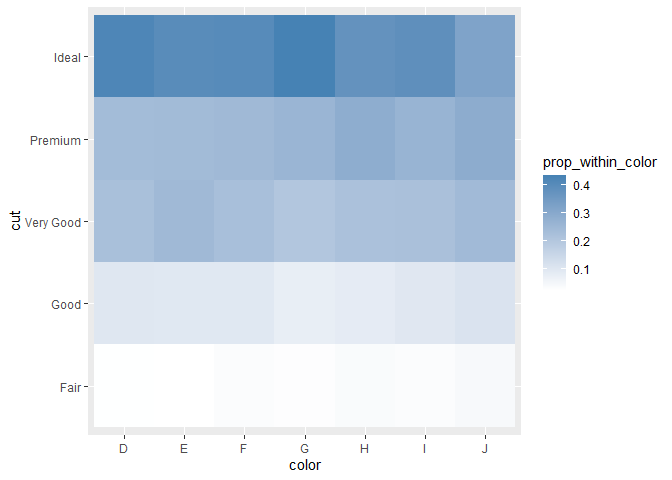 Ideal
Premium
Very Good
Good
Fair
cut
D E F G H I J
color
prop_within_color
0.4
0.3
0.2
0.1